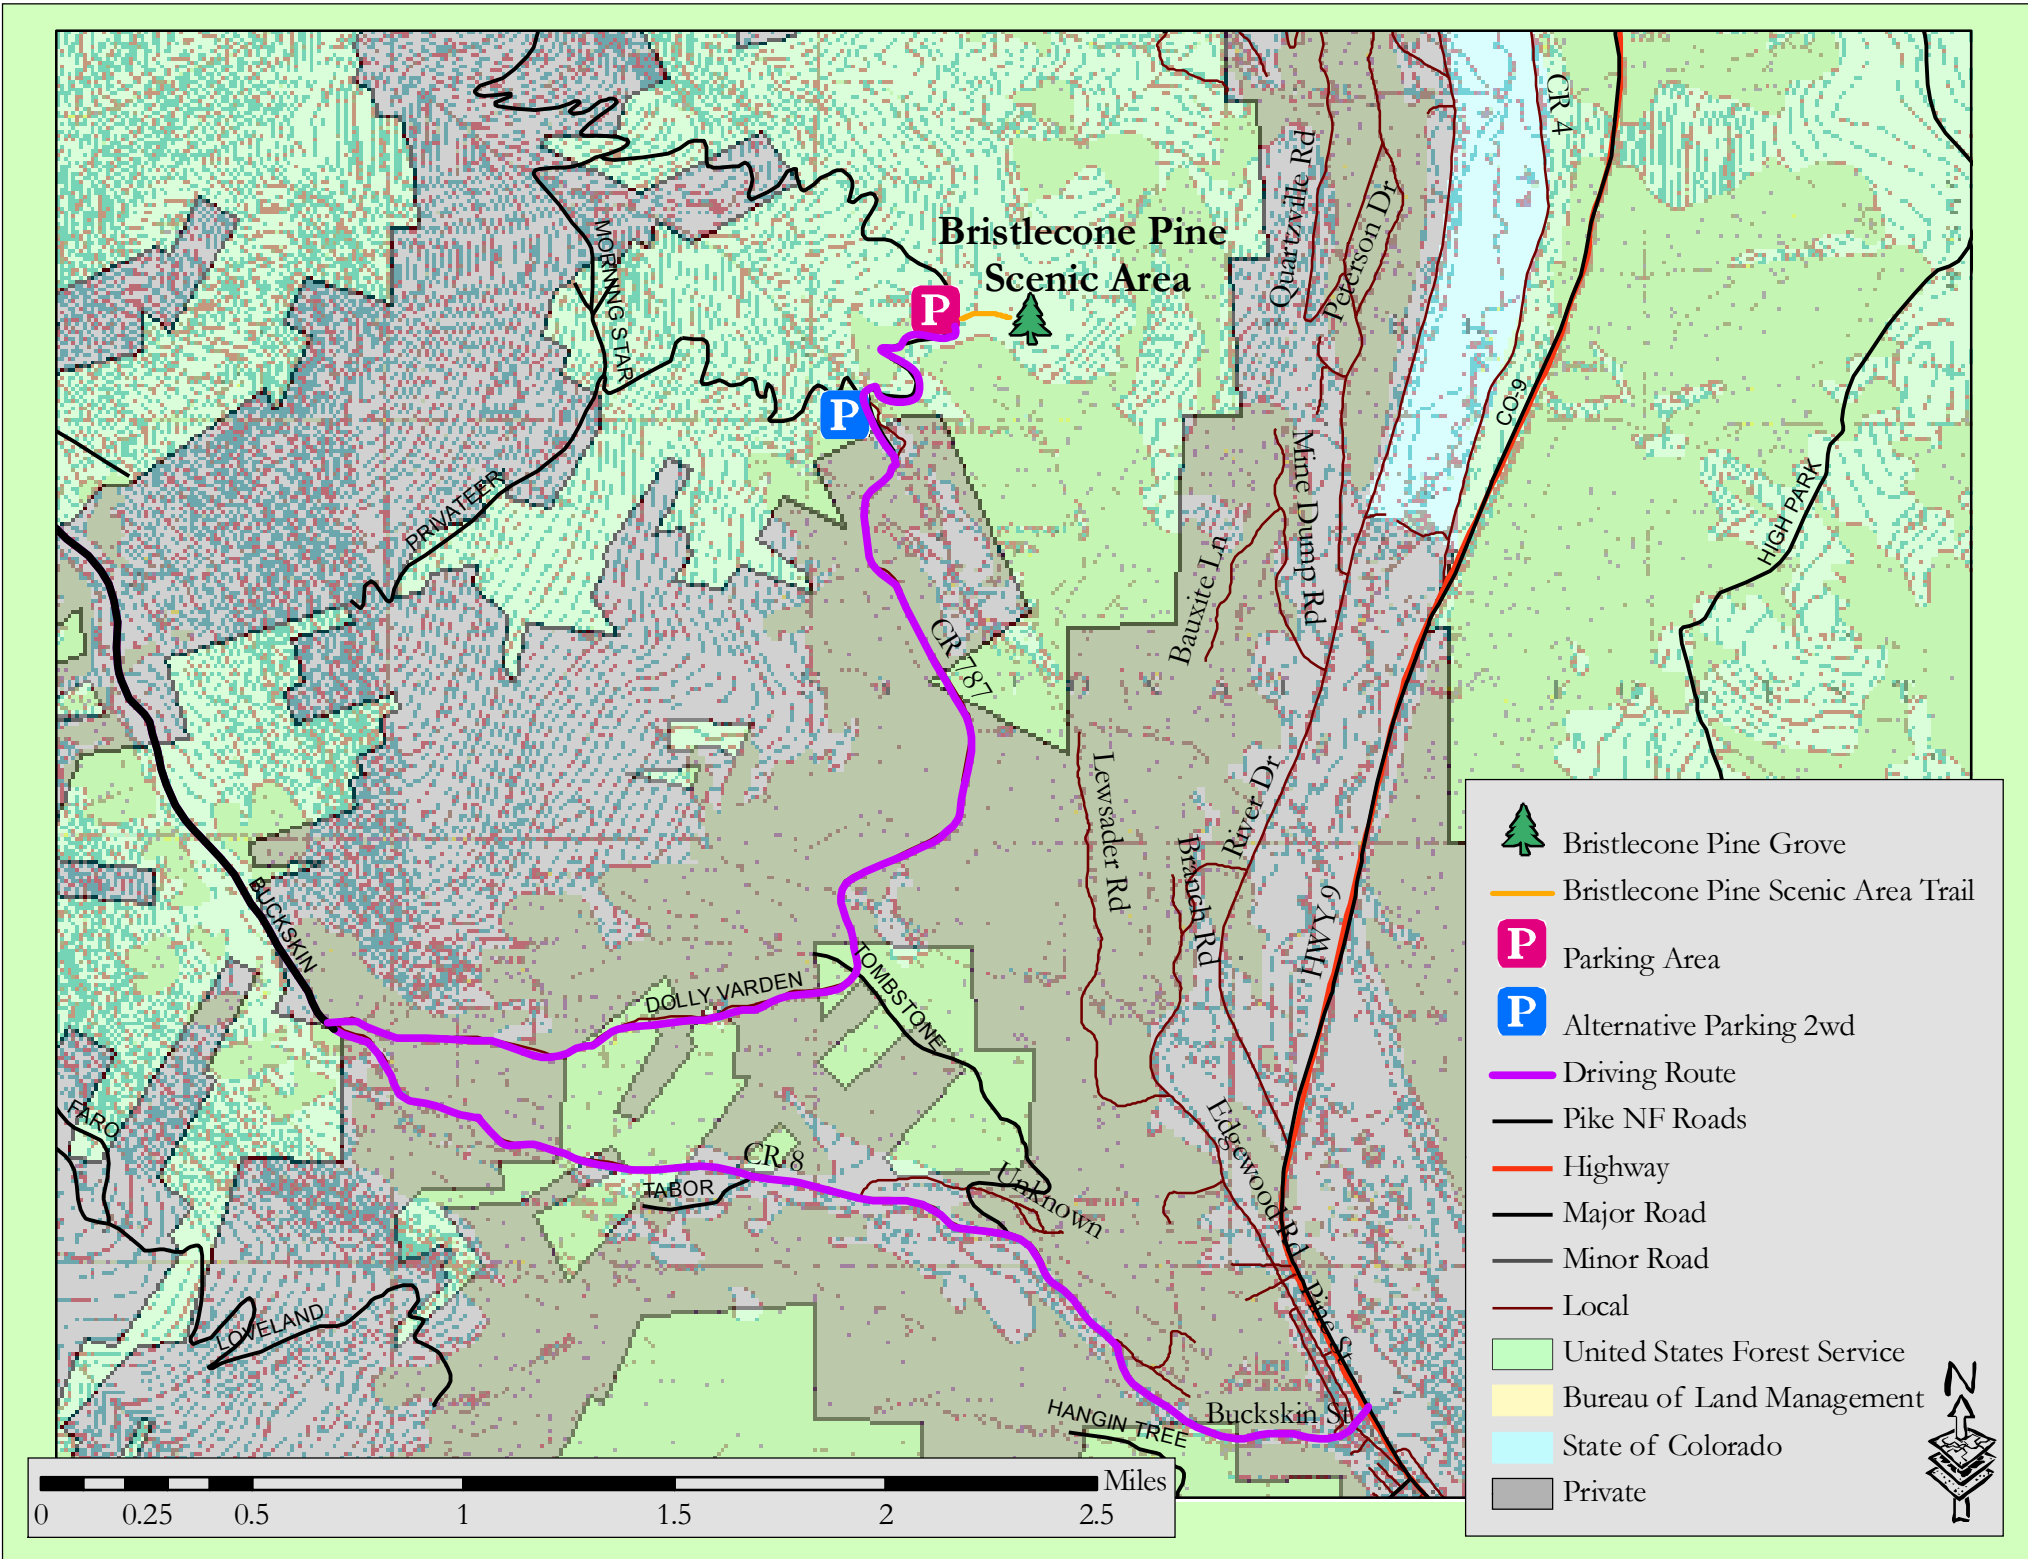 CR 4
Quartzville Rd
Peterson Dr
Bristlecone Pine
Scenic Area
MORNING STAR
P
P
CO-9
PRIVATEER
HIGH PARK
Mine Dump Rd
Bauxite Ln
CR 787
Lewsader Rd
River Dr
Branch Rd
HWY 9
BUCKSKIN
DOLLY VARDEN
TOMBSTONE
FARO
CR 8
TABOR
Unknown
Edgewood Rd
Pine St
LOVELAND
HANGIN TREE
Buckskin St
Bristlecone Pine Grove
Bristlecone Pine Scenic Area Trail
P Parking Area
P Alternative Parking 2wd
Driving Route
Pike NF Roads
Highway
Major Road
Minor Road
Local
United States Forest Service
Bureau of Land Management
State of Colorado
Private
N
Miles
0 0.25 0.5 1 1.5 2 2.5